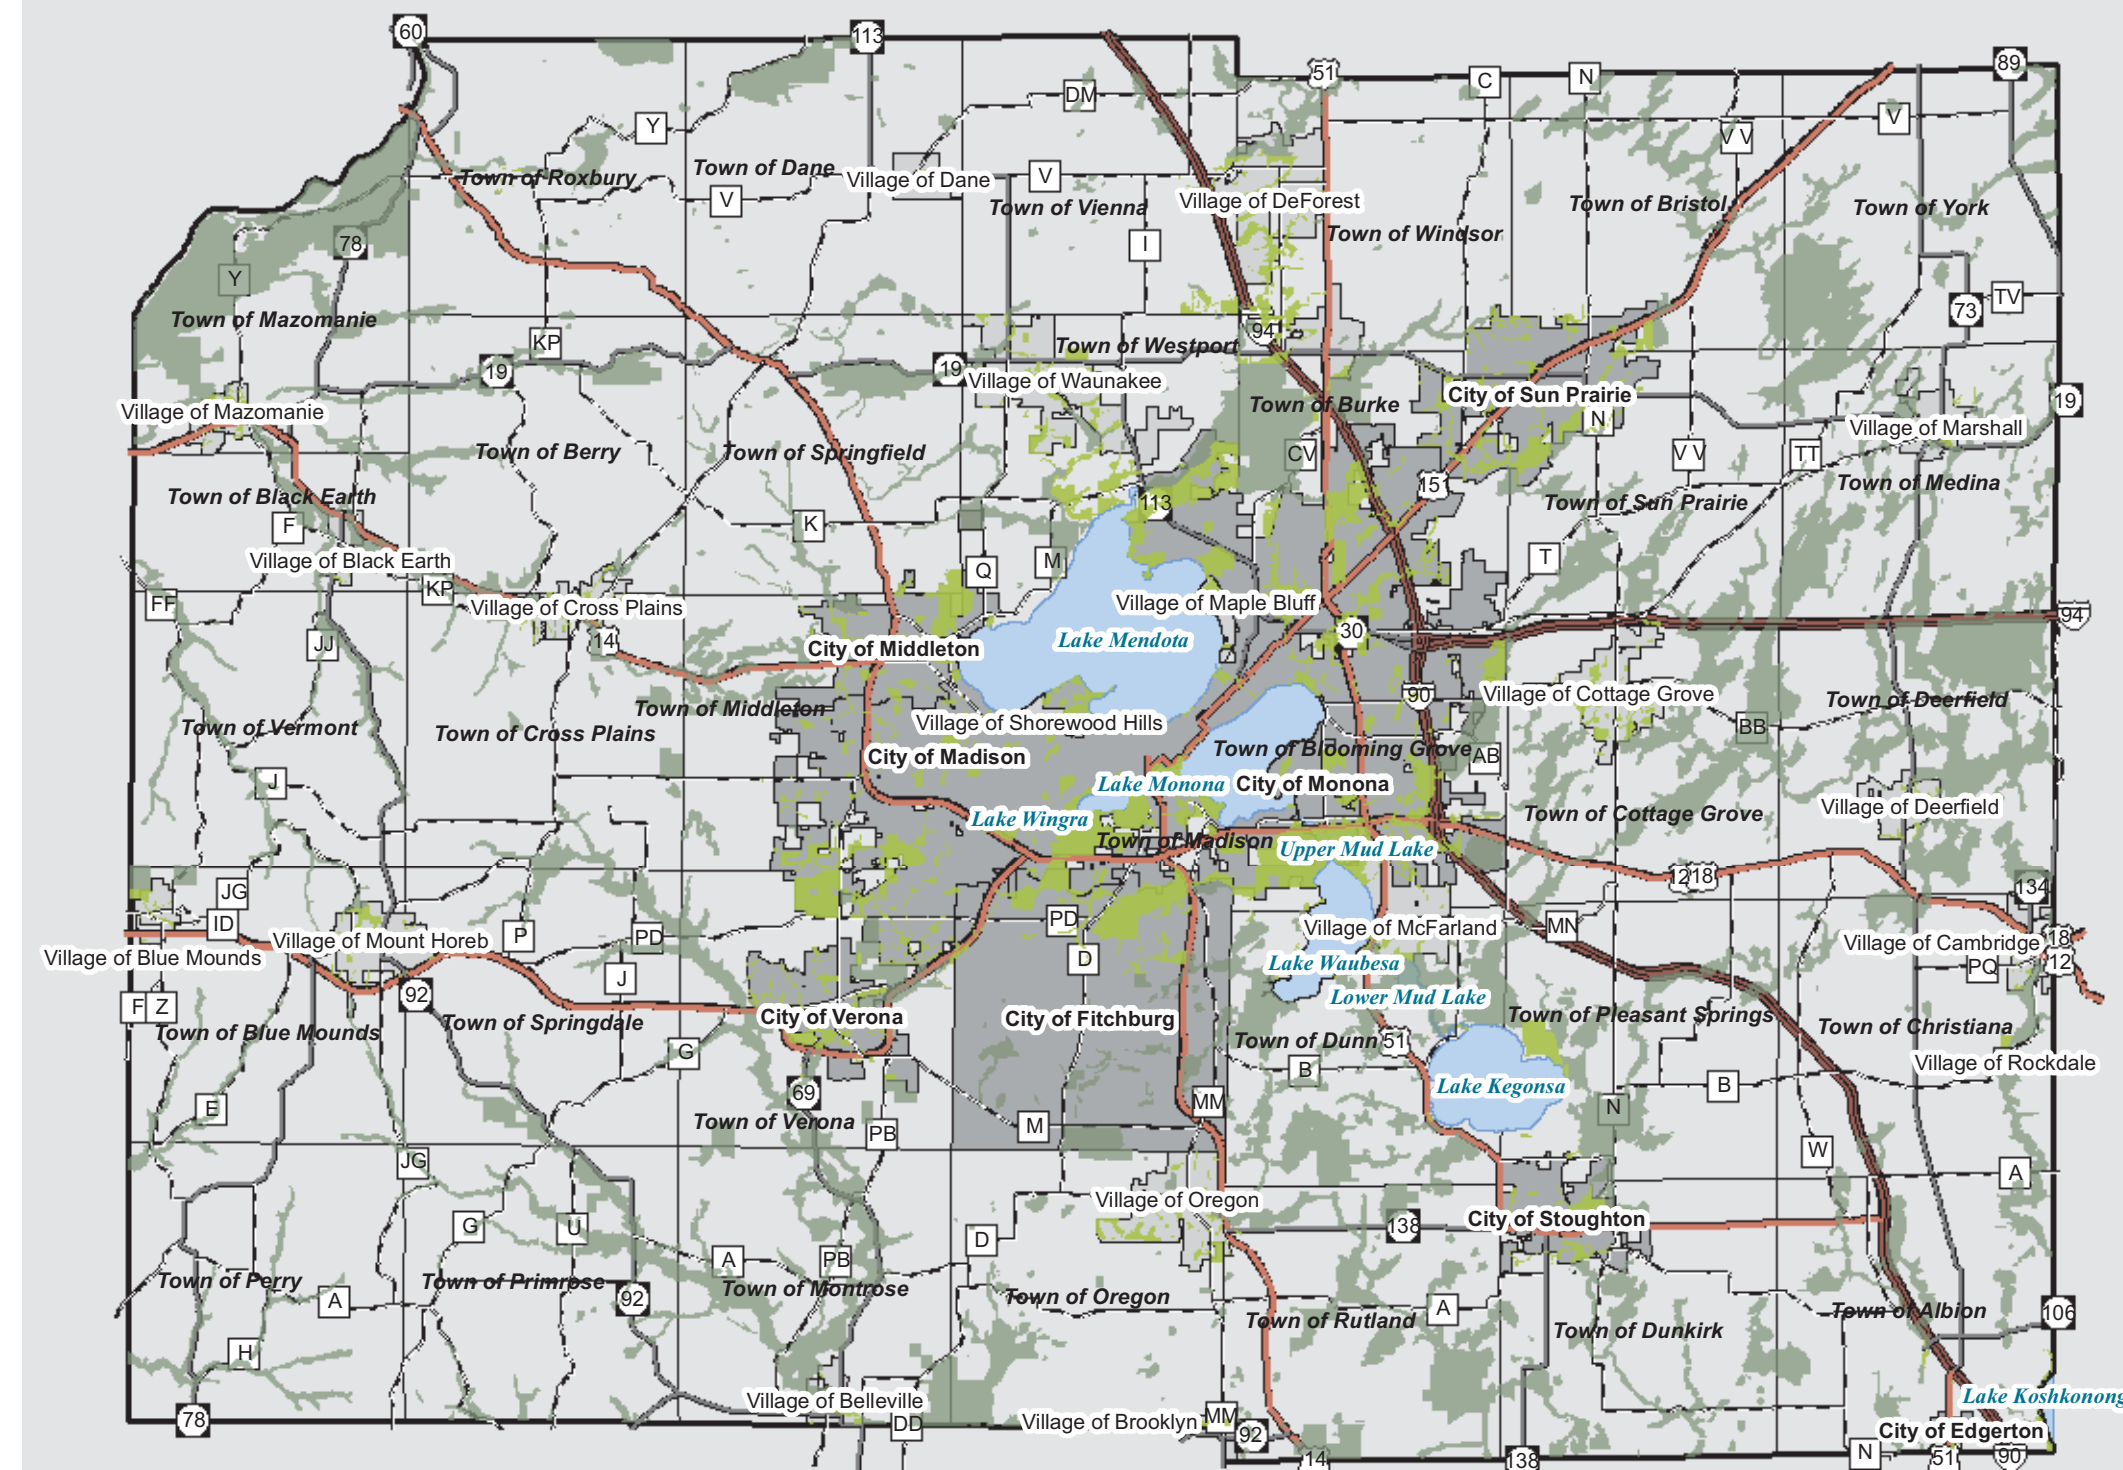 60
113
51
C
N
89
DM
V
Y
V V
Town of Dane
Village of Dane
V
Town of Roxbury
V
Town of Vienna
Village of DeForest
Town of Bristol
Town of York
Town of Windsor
78
I
Y
TV
73
Town of Mazomanie
94
KP
Town of Westport
19
19
Village of Waunakee
City of Sun Prairie
19
Town of Burke
Village of Mazomanie
N
Village of Marshall
Town of Berry
Town of Springfield
CV
V V
TT
151
Town of Medina
Town of Black Earth
113
Town of Sun Prairie
F
K
Village of Black Earth
M
T
Q
KP
FF
Village of Cross Plains
Village of Maple Bluff
94
30
14
JJ
Lake Mendota
City of Middleton
90
Village of Cottage Grove
Town of Deerfield
Town of Middleton
Village of Shorewood Hills
Town of Vermont
Town of Cross Plains
BB
Town of Blooming Grove
City of Madison
AB
J
Lake Monona
City of Monona
Village of Deerfield
Lake Wingra
Town of Cottage Grove
Town of Madison
Upper Mud Lake
12
18
134
JG
PD
ID
P
PD
Village of McFarland
MN
Village of Mount Horeb
Village of Cambridge
18
Village of Blue Mounds
D
Lake Waubesa
12
PQ
J
92
Lower Mud Lake
F
Z
City of Verona
City of Fitchburg
Town of Pleasant Springs
Town of Blue Mounds
Town of Springdale
Town of Christiana
Town of Dunn
51
G
Village of Rockdale
B
Lake Kegonsa
B
69
MM
E
N
Town of Verona
M
PB
W
JG
A
Village of Oregon
G
U
138
City of Stoughton
D
A
PB
Town of Perry
Town of Primrose
Town of Montrose
A
92
Town of Oregon
A
Town of Albion
106
Town of Rutland
Town of Dunkirk
H
Village of Belleville
Lake Koshkonong
78
DD
Village of Brooklyn
MM
92
City of Edgerton
14
138
N
51
90